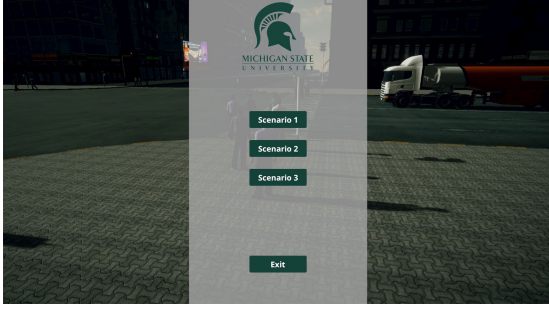 MICHIGAN STATE
UNIVERSITY
Scenario 1
Scenario 2
Scenario 3
Exit